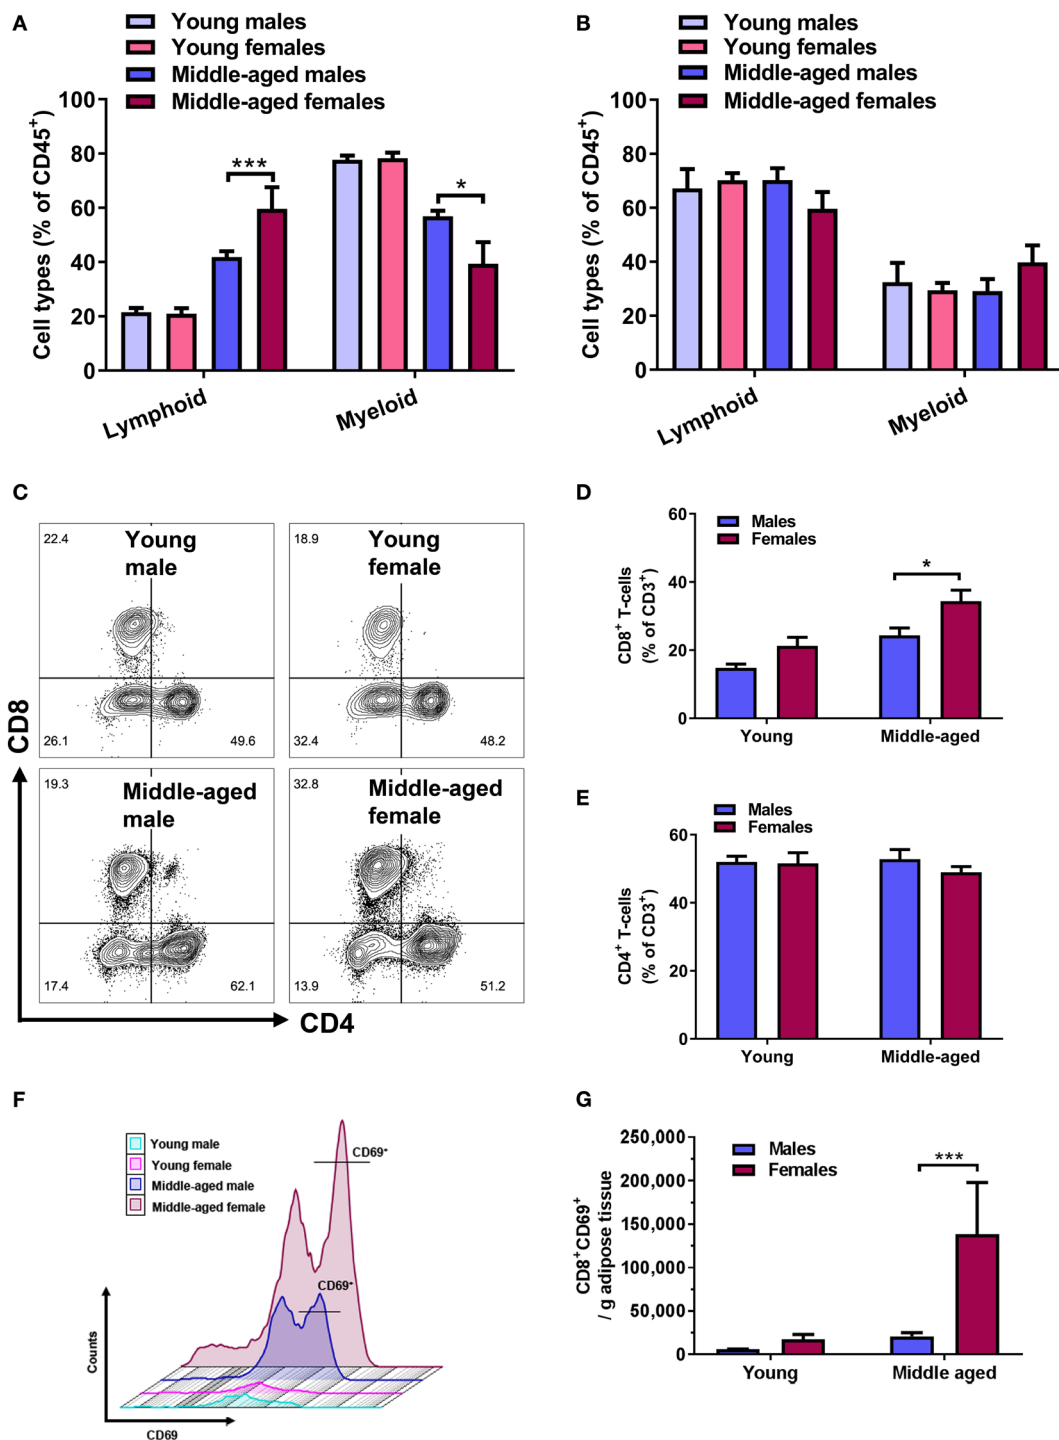 A
Young males
Young females
Middle-aged males
Middle-aged females
Cell types (% of CD45+)
100
80
60
40
20
0
***
*
Lymphoid
Myeloid
B
Young males
Young females
Middle-aged males
Middle-aged females
Cell types (% of CD45+)
100
80
60
40
20
0
Lymphoid
Myeloid
C
22.4
Young
male
26.1
49.6
18.9
Young
female
32.4
48.2
19.3
Middle-aged
male
17.4
62.1
32.8
Middle-aged
female
13.9
51.2
CD8
CD4
D
Males
Females
CD8+ T-cells
(% of CD3+)
60
40
20
0
*
Young
Middle-aged
E
Males
Females
CD4+ T-cells
(% of CD3+)
60
40
20
0
Young
Middle-aged
F
Young male
Young female
Middle-aged male
Middle-aged female
CD69+
CD69+
Counts
CD69
G
Males
Females
CD8+CD69+
/ g adipose tissue
250,000
200,000
150,000
100,000
50,000
0
***
Young
Middle aged